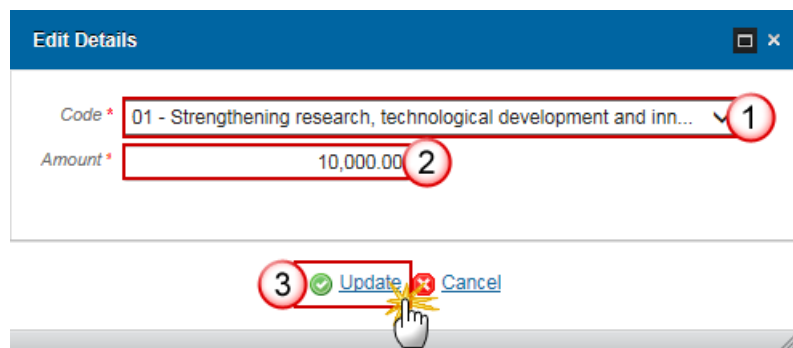 Edit Details
Code * 01 - Strengthening research, technological development and inn... 1
Amount * 10,000.00 2
3 Update Cancel